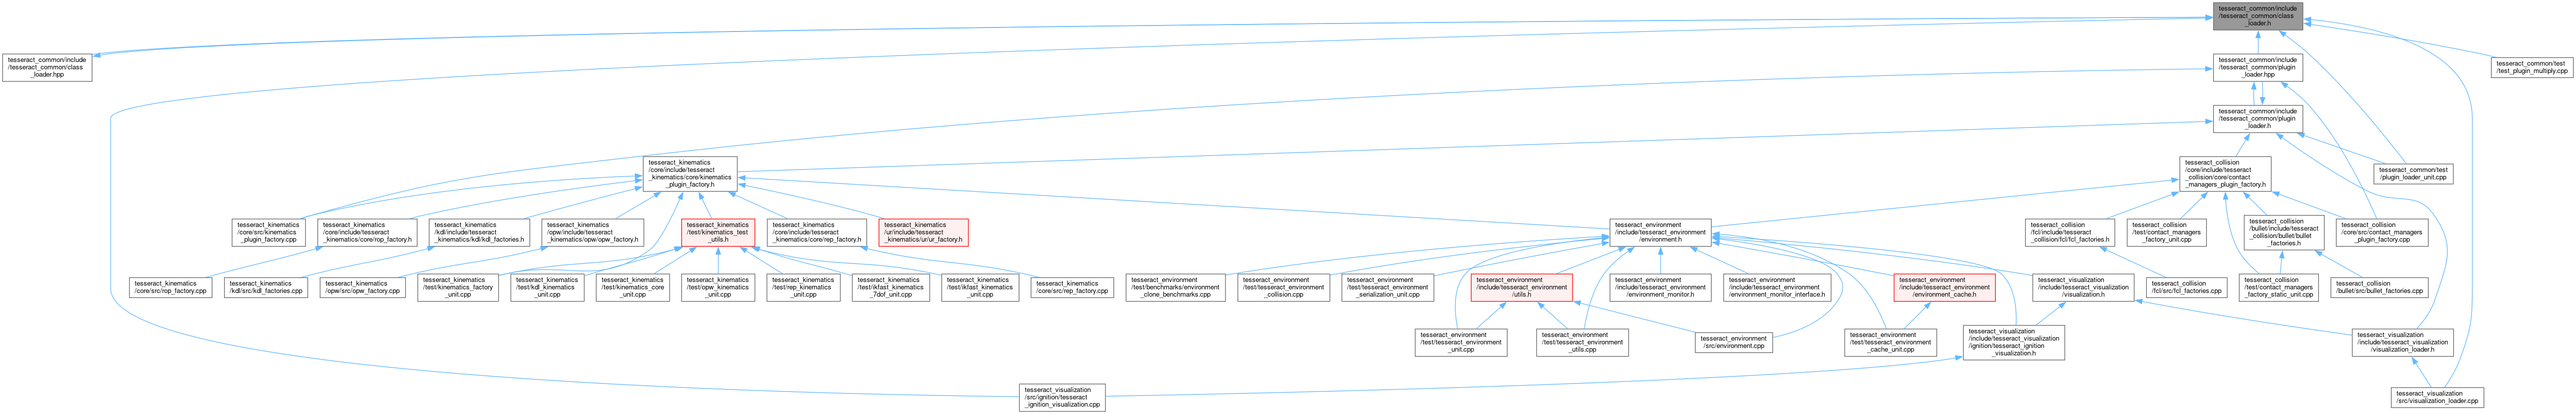 tesseract_common/include
/tesseract_common/class
_loader.h
tesseract_common/include
/tesseract_common/class
_loader.hpp
tesseract_common/include
/tesseract_common/plugin
_loader.hpp
tesseract_common/test
/test_plugin_multiply.cpp
tesseract_common/include
/tesseract_common/plugin
_loader.h
tesseract_kinematics
/core/include/tesseract
_kinematics/core/kinematics
_plugin_factory.h
tesseract_collision
/core/include/tesseract
_collision/core/contact
_managers_plugin_factory.h
tesseract_common/test
/plugin_loader_unit.cpp
tesseract_kinematics
/core/src/kinematics
_plugin_factory.cpp
tesseract_kinematics
/core/include/tesseract
_kinematics/core/rop_factory.h
tesseract_kinematics
/kdl/include/tesseract
_kinematics/kdl/kdl_factories.h
tesseract_kinematics
/opw/include/tesseract
_kinematics/opw/opw_factory.h
tesseract_kinematics
/test/kinematics_test
_utils.h
tesseract_kinematics
/core/include/tesseract
_kinematics/core/rep_factory.h
tesseract_kinematics
/ur/include/tesseract
_kinematics/ur/ur_factory.h
tesseract_environment
/include/tesseract_environment
/environment.h
tesseract_collision
/fcl/include/tesseract
_collision/fcl/fcl_factories.h
tesseract_collision
/test/contact_managers
_factory_unit.cpp
tesseract_collision
/bullet/include/tesseract
_collision/bullet/bullet
_factories.h
tesseract_collision
/core/src/contact_managers
_plugin_factory.cpp
tesseract_kinematics
/core/src/rop_factory.cpp
tesseract_kinematics
/kdl/src/kdl_factories.cpp
tesseract_kinematics
/opw/src/opw_factory.cpp
tesseract_kinematics
/test/kinematics_factory
_unit.cpp
tesseract_kinematics
/test/kdl_kinematics
_unit.cpp
tesseract_kinematics
/test/kinematics_core
_unit.cpp
tesseract_kinematics
/test/opw_kinematics
_unit.cpp
tesseract_kinematics
/test/rep_kinematics
_unit.cpp
tesseract_kinematics
/test/ikfast_kinematics
_7dof_unit.cpp
tesseract_kinematics
/test/ikfast_kinematics
_unit.cpp
tesseract_kinematics
/core/src/rep_factory.cpp
tesseract_environment
/test/benchmarks/environment
_clone_benchmarks.cpp
tesseract_environment
/test/tesseract_environment
_collision.cpp
tesseract_environment
/test/tesseract_environment
_serialization_unit.cpp
tesseract_environment
/include/tesseract_environment
/utils.h
tesseract_environment
/include/tesseract_environment
/environment_monitor.h
tesseract_environment
/include/tesseract_environment
/environment_monitor_interface.h
tesseract_environment
/include/tesseract_environment
/environment_cache.h
tesseract_visualization
/include/tesseract_visualization
/visualization.h
tesseract_collision
/fcl/src/fcl_factories.cpp
tesseract_collision
/test/contact_managers
_factory_static_unit.cpp
tesseract_collision
/bullet/src/bullet_factories.cpp
tesseract_environment
/test/tesseract_environment
_unit.cpp
tesseract_environment
/test/tesseract_environment
_utils.cpp
tesseract_environment
/src/environment.cpp
tesseract_environment
/test/tesseract_environment
_cache_unit.cpp
tesseract_visualization
/include/tesseract_visualization
/ignition/tesseract_ignition
_visualization.h
tesseract_visualization
/include/tesseract_visualization
/visualization_loader.h
tesseract_visualization
/src/ignition/tesseract
_ignition_visualization.cpp
tesseract_visualization
/src/visualization_loader.cpp